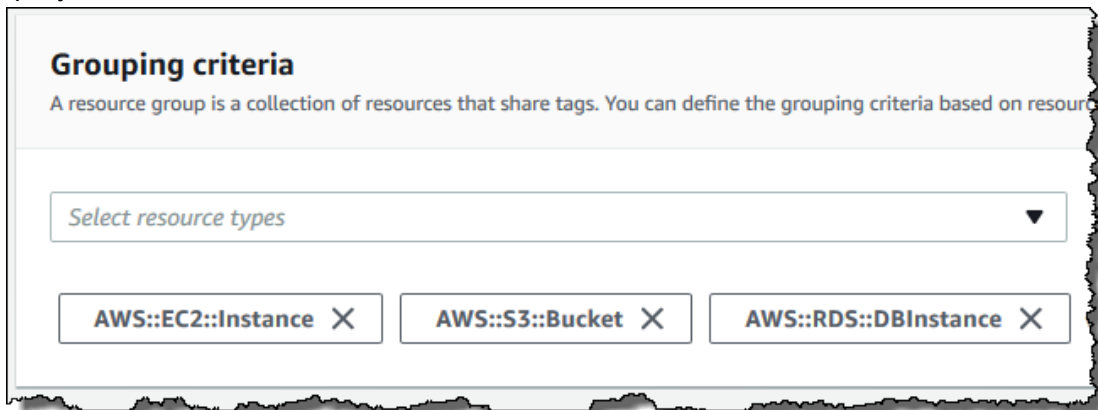 Grouping criteria
A resource group is a collection of resources that share tags. You can define the grouping criteria based on
Select resource types
AWS::EC2::Instance
AWS::S3::Bucket
AWS::RDS::DBInstance